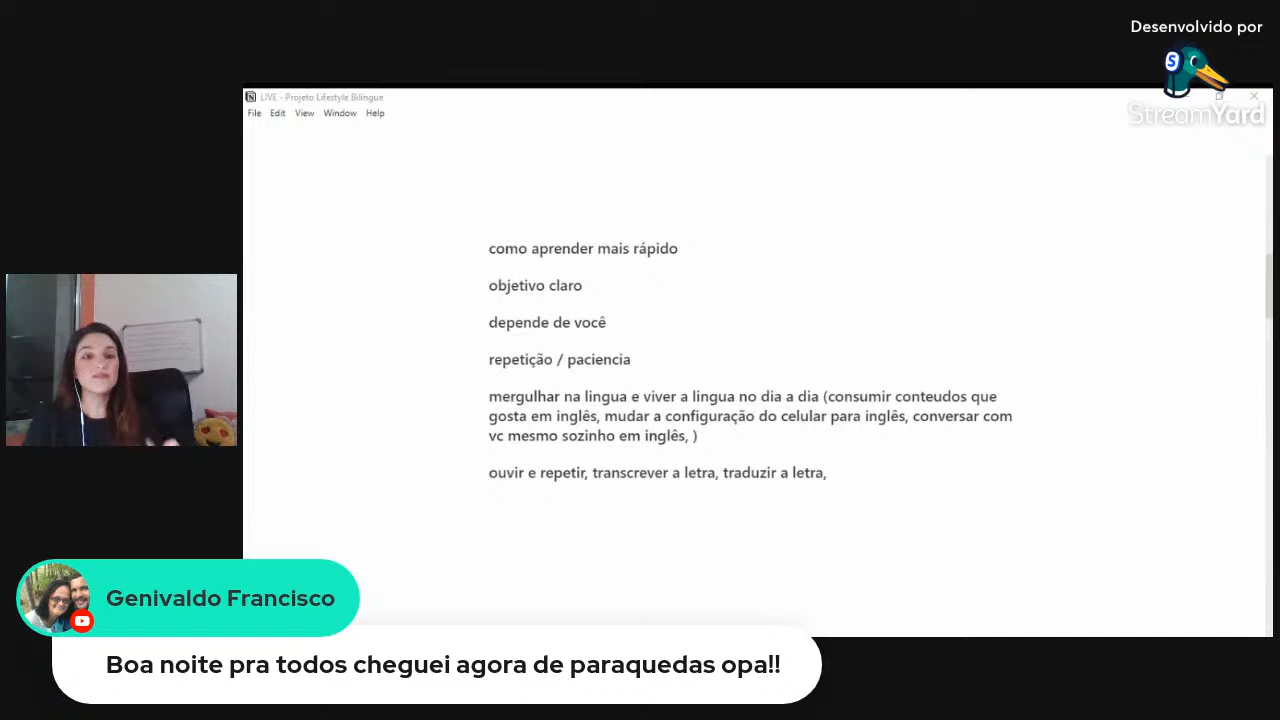 Desenvolvido por
S
StreamYard
LIVE - Projeto Lifestyle Bilingue
File Edit View Window Help
como aprender mais rápido
objetivo claro
depende de você
repetição / paciencia
mergulhar na lingua e viver a lingua no dia a dia (consumir conteudos que
gosta em inglês, mudar a configuração do celular para inglês, conversar com
vc mesmo sozinho em inglês, )
ouvir e repetir, transcrever a letra, traduzir a letra,
Genivaldo Francisco
Boa noite pra todos cheguei agora de paraquedas opa!!